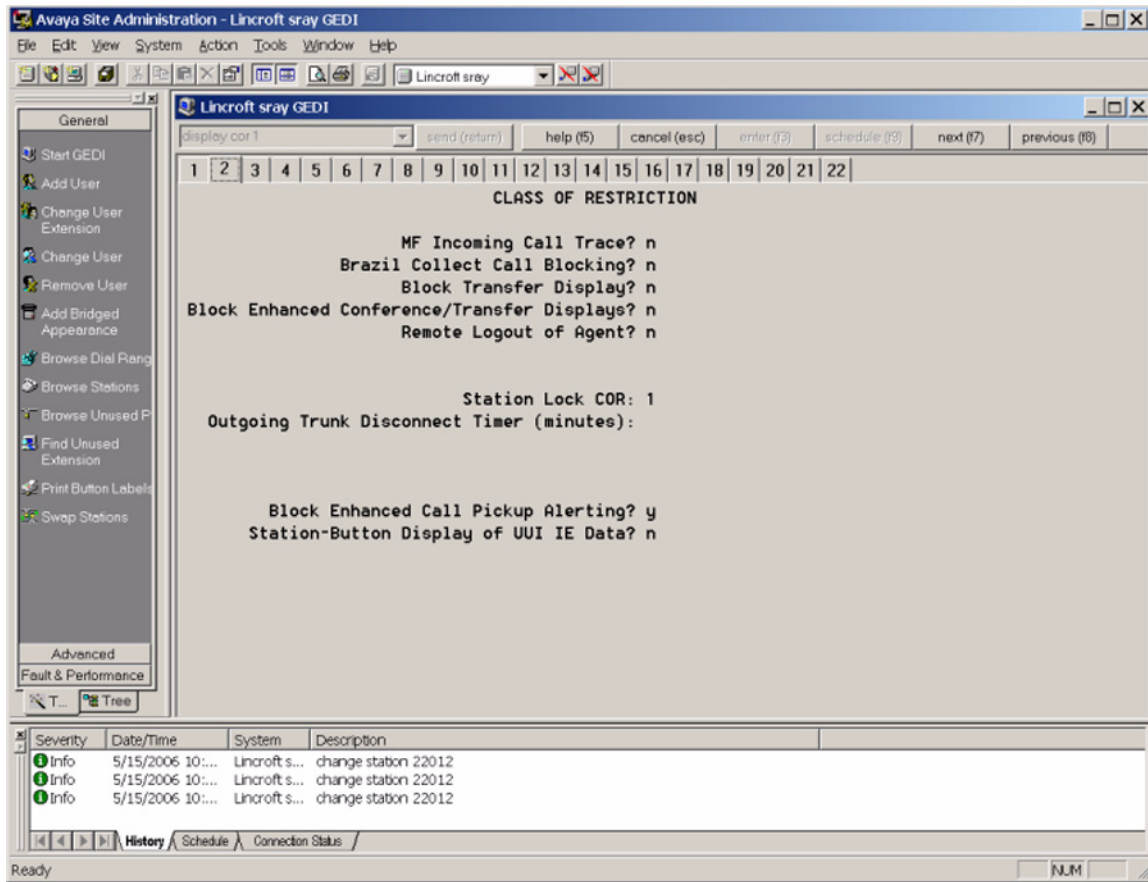 Avaya Site Administration - Lincroft sray GEDI
File Edit View System Action Tools Window Help
Lincroft sray
General
Start GEDI
Add User
Change User
Extension
Change User
Remove User
Add Bridged
Appearance
Browse Dial Rang
Browse Stations
Browse Unused P
Find Unused
Extension
Print Button Labels
Swap Stations
Advanced
Fault & Performance
T... Tree
Lincroft sray GEDI
display cor 1 send (return) help (f5) cancel (esc) enter (f3) schedule (f9) next (f7) previous (f8)
1 2 3 4 5 6 7 8 9 10 11 12 13 14 15 16 17 18 19 20 21 22
CLASS OF RESTRICTION
MF Incoming Call Trace? n
Brazil Collect Call Blocking? n
Block Transfer Display? n
Block Enhanced Conference/Transfer Displays? n
Remote Logout of Agent? n
Station Lock COR: 1
Outgoing Trunk Disconnect Timer (minutes):
Block Enhanced Call Pickup Alerting? y
Station-Button Display of UUI IE Data? n
Severity Date/Time System Description
Info 5/15/2006 10:... Lincroft s... change station 22012
Info 5/15/2006 10:... Lincroft s... change station 22012
Info 5/15/2006 10:... Lincroft s... change station 22012
History Schedule Connection Status
Ready NUM